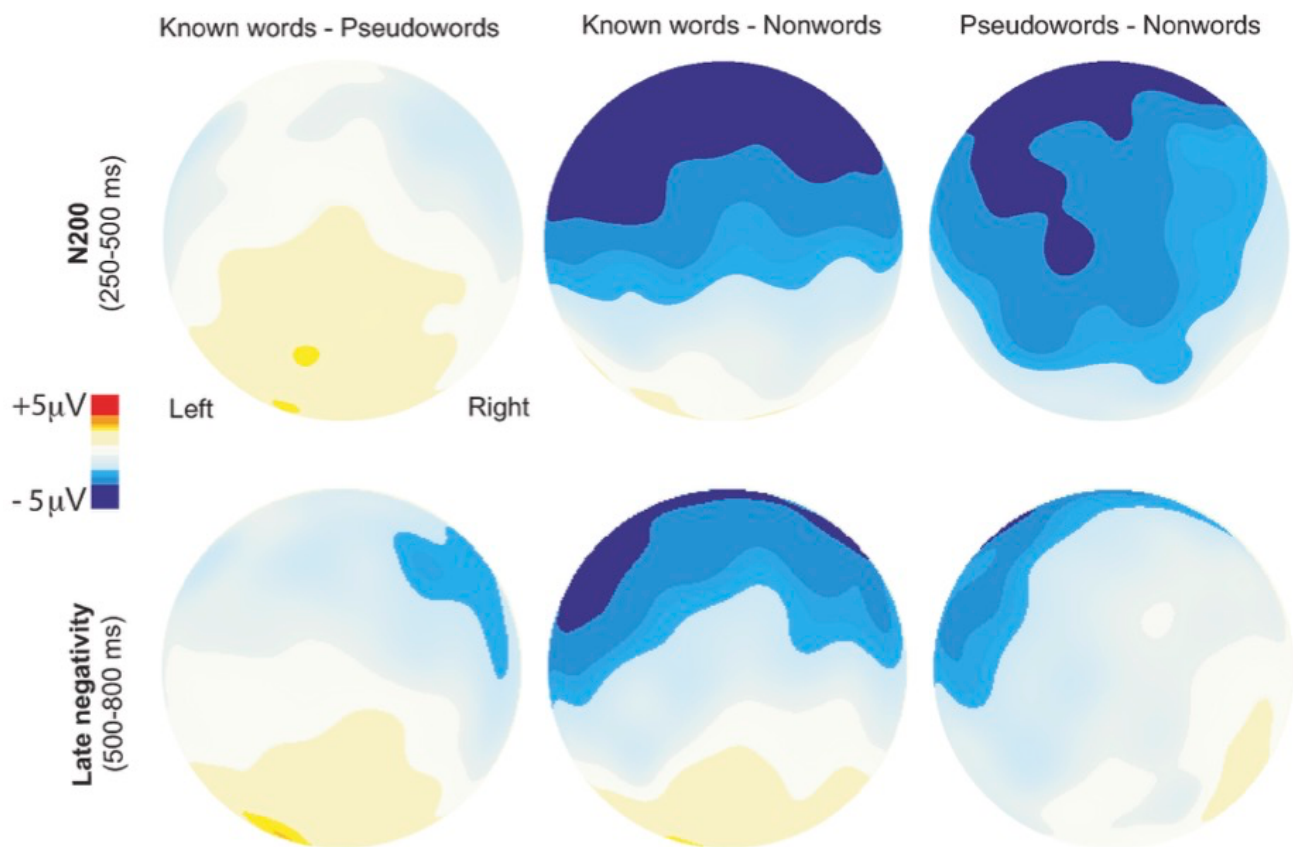 Known words - Pseudowords
Known words - Nonwords
Pseudowords - Nonwords
N200
(250-500 ms)
+5μV
- 5μV
Left
Right
Late negativity
(500-800 ms)